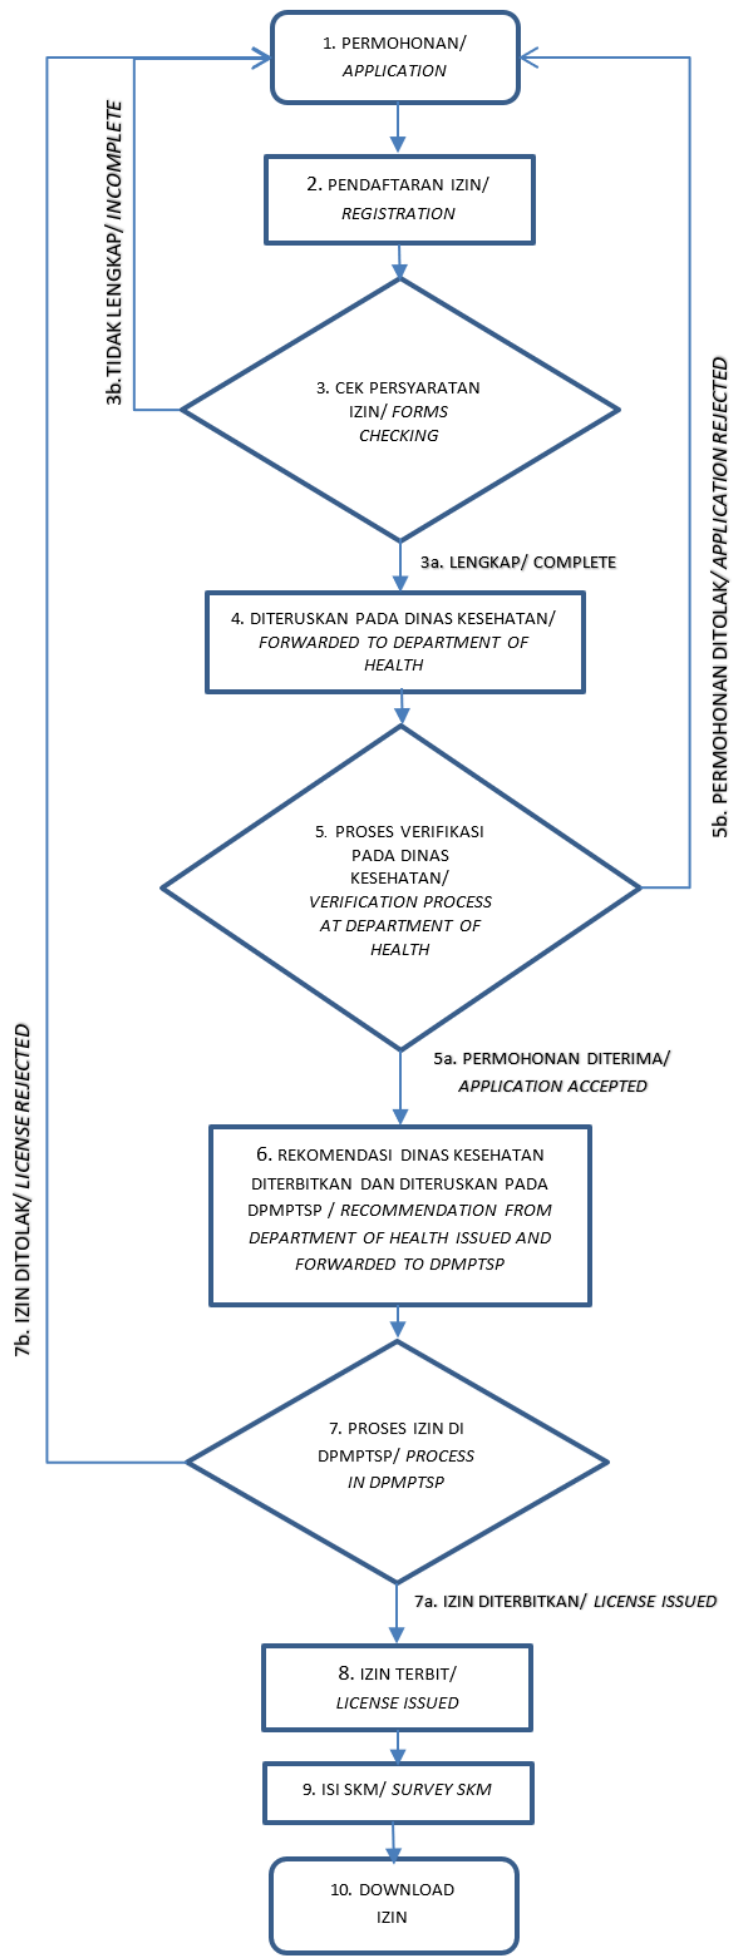 1. PERMOHONAN/
APPLICATION
2. PENDAFTARAN IZIN/
REGISTRATION
3b.TIDAK LENGKAP/ INCOMPLETE
3. CEK PERSYARATAN
IZIN/ FORMS
CHECKING
3a. LENGKAP/ COMPLETE
4. DITERUSKAN PADA DINAS KESEHATAN/
FORWARDED TO DEPARTMENT OF
HEALTH
5b. PERMOHONAN DITOLAK/ APPLICATION REJECTED
5. PROSES VERIFIKASI
PADA DINAS
KESEHATAN/
VERIFICATION PROCESS
AT DEPARTMENT OF
HEALTH
5a. PERMOHONAN DITERIMA/
APPLICATION ACCEPTED
6. REKOMENDASI DINAS KESEHATAN
DITERBITKAN DAN DITERUSKAN PADA
DPMPTSP / RECOMMENDATION FROM
DEPARTMENT OF HEALTH ISSUED AND
FORWARDED TO DPMPTSP
7b. IZIN DITOLAK/ LICENSE REJECTED
7. PROSES IZIN DI
DPMPTSP/ PROCESS
IN DPMPTSP
7a. IZIN DITERBITKAN/ LICENSE ISSUED
8. IZIN TERBIT/
LICENSE ISSUED
9. ISI SKM/ SURVEY SKM
10. DOWNLOAD
IZIN